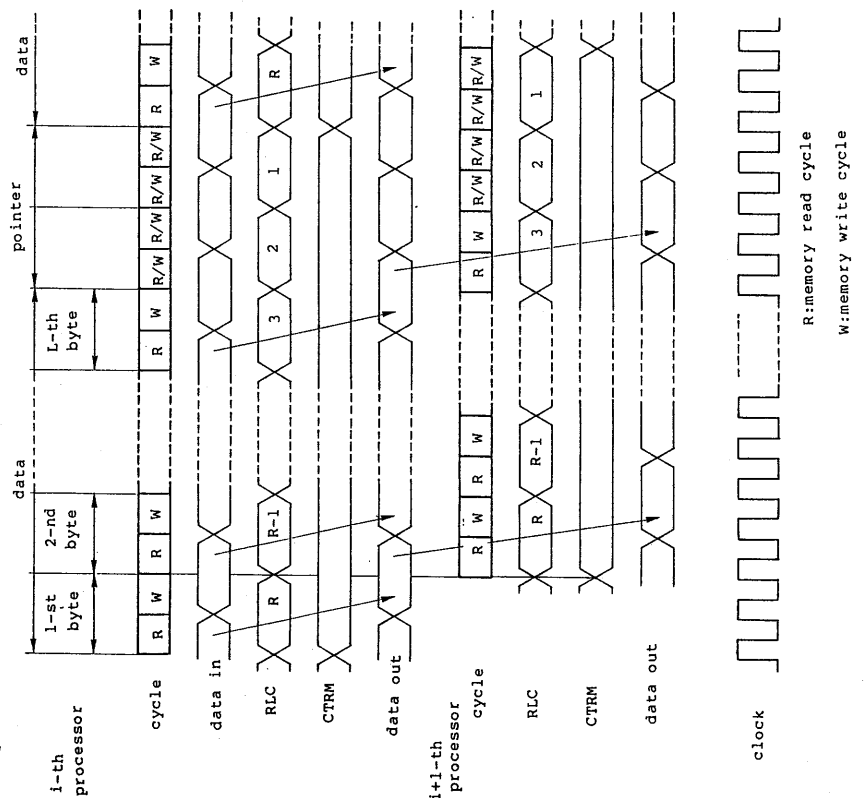 data pointer data
i-th processor
1-st byte
2-nd byte
L-th byte
cycle R W R W R W R/W R/W R/W R/W R W
data in
RLC R R-1 3 2 1 R
CTRM
data out
i+1-th processor
cycle R W R W R W R/W R/W R/W R/W
RLC R R-1 3 2 1
CTRM
data out
clock
R:memory read cycle
W:memory write cycle